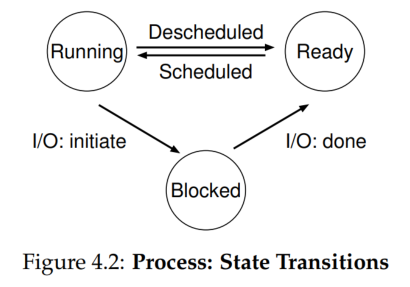 Descheduled
Running
Ready
Scheduled
I/O: initiate
I/O: done
Blocked
Figure 4.2: Process: State Transitions